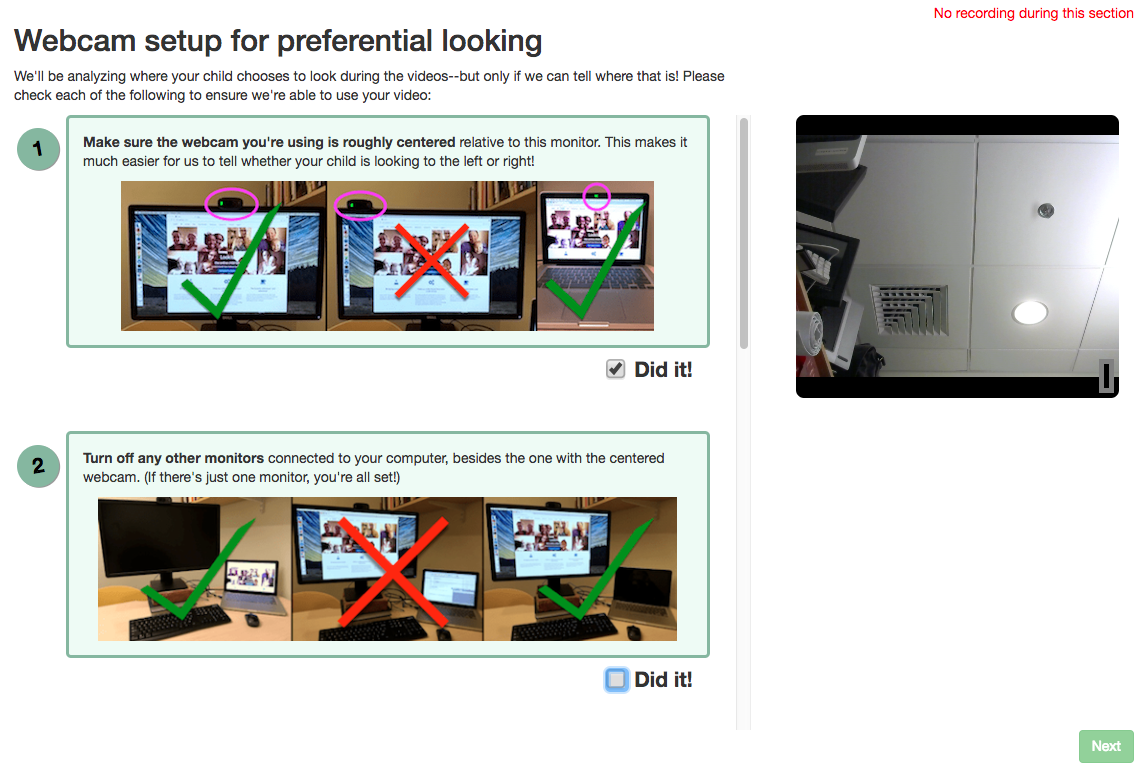 No recording during this section
Webcam setup for preferential looking
We'll be analyzing where your child chooses to look during the videos--but only if we can tell where that is! Please
check each of the following to ensure we're able to use your video:
1
Make sure the webcam you're using is roughly centered relative to this monitor. This makes it
much easier for us to tell whether your child is looking to the left or right!
Did it!
2
Turn off any other monitors connected to your computer, besides the one with the centered
webcam. (If there's just one monitor, you're all set!)
Did it!
Next